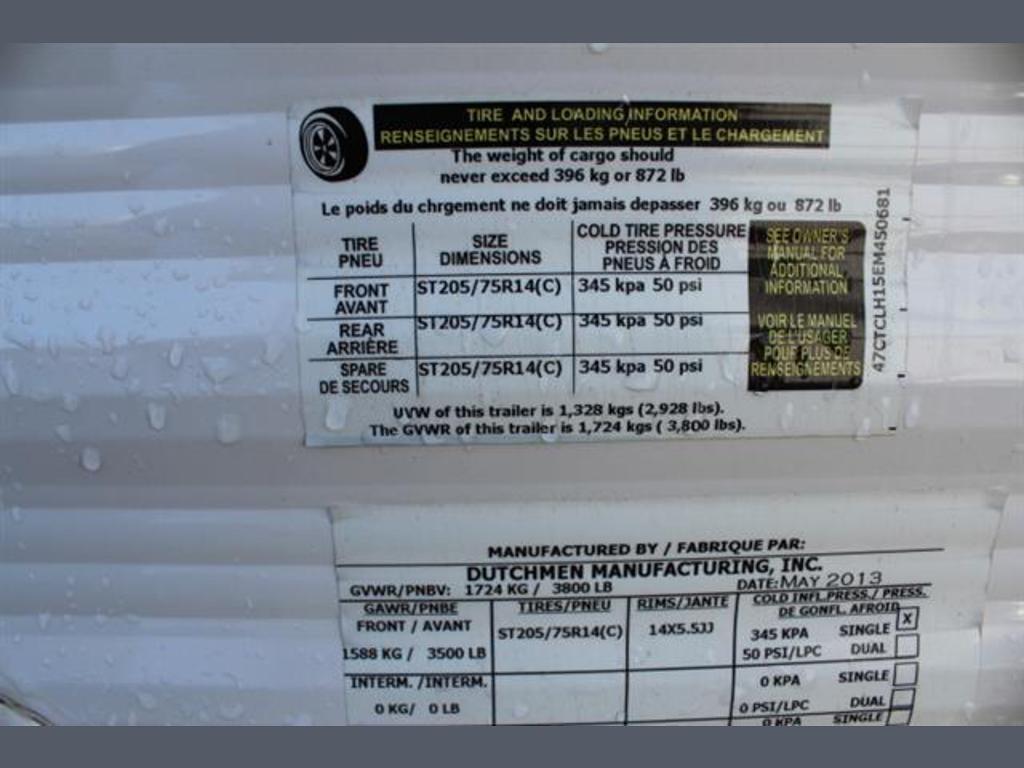 TIRE AND LOADING INFORMATION
RENSEIGNEMENTS SUR LES PNEUS ET LE CHARGEMENT
The weight of cargo should
never exceed 396 kg or 872 lb
Le poids du chrgement ne doit jamais depasser 396 kg ou 872 lb
TIRE
PNEU
SIZE
DIMENSIONS
COLD TIRE PRESSURE
PRESSION DES
PNEUS À FROID
FRONT
AVANT
ST205/75R14(C)
345 kpa 50 psi
REAR
ARRIÈRE
ST205/75R14(C)
345 kpa 50 psi
SPARE
DE SECOURS
ST205/75R14(C)
345 kpa 50 psi
SEE OWNER'S
MANUAL FOR
ADDITIONAL
INFORMATION
VOIR LE MANUEL
DE L'USAGER
POUR PLUS DE
RENSEIGNEMENTS
47CTCLH15EM450681
UVW of this trailer is 1,328 kgs (2,928 lbs).
The GVWR of this trailer is 1,724 kgs ( 3,800 lbs).
MANUFACTURED BY / FABRIQUE PAR:
DUTCHMEN MANUFACTURING, INC.
GVWR/PNBV: 1724 KG / 3800 LB
DATE: MAY 2013
GAWR/PNBE
FRONT / AVANT
1588 KG / 3500 LB
TIRES/PNEU
ST205/75R14(C)
RIMS/JANTE
14X5.5JJ
COLD INFL.PRESS./ PRESS.
DE GONFL. AFROID
345 KPA SINGLE X
50 PSI/LPC DUAL
INTERM. /INTERM.
0 KG/ 0 LB
0 KPA SINGLE
0 PSI/LPC DUAL
0 KPA SINGLE